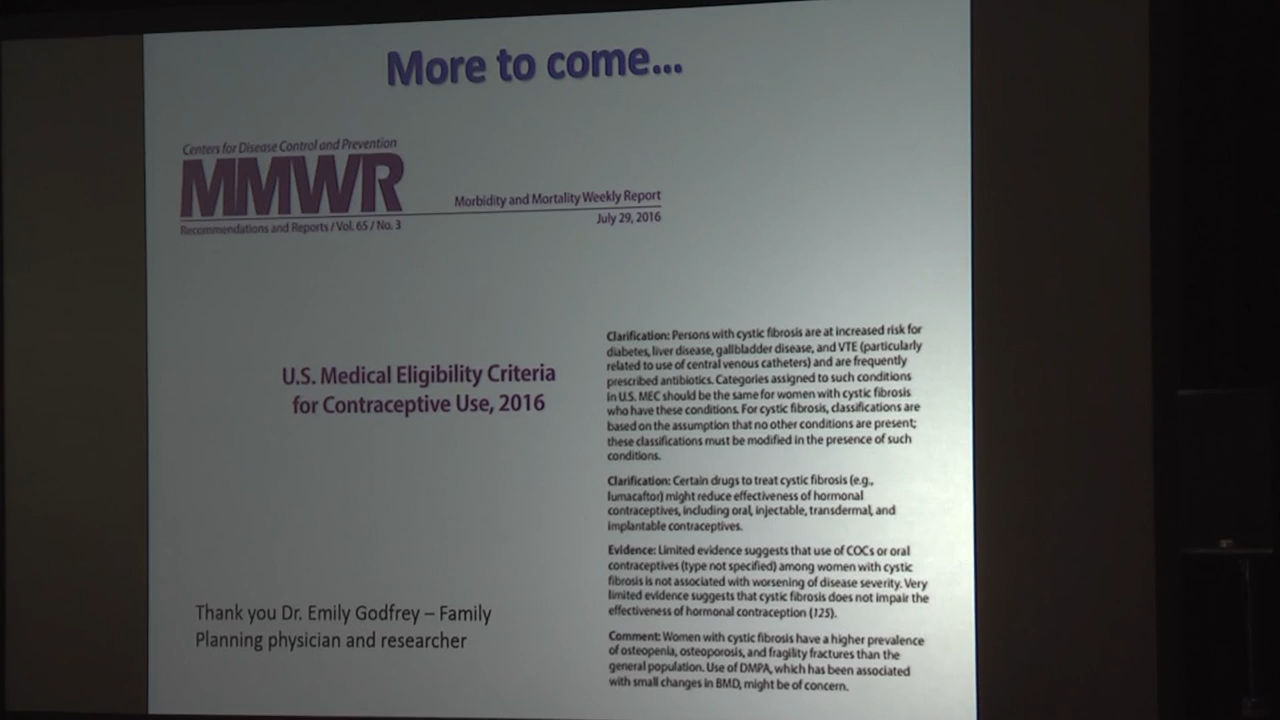 More to come...
Centers for Disease Control and Prevention
MMWR
Morbidity and Mortality Weekly Report
Recommendations and Reports / Vol. 65 / No. 3
July 29, 2016
U.S. Medical Eligibility Criteria
for Contraceptive Use, 2016
Thank you Dr. Emily Godfrey – Family
Planning physician and researcher
Clarification: Persons with cystic fibrosis are at increased risk for
diabetes, liver disease, gallbladder disease, and VTE (particularly
related to use of central venous catheters) and are frequently
prescribed antibiotics. Categories assigned to such conditions
in U.S. MEC should be the same for women with cystic fibrosis
who have these conditions. For cystic fibrosis, classifications are
based on the assumption that no other conditions are present;
these classifications must be modified in the presence of such
conditions.
Clarification: Certain drugs to treat cystic fibrosis (e.g.,
lumacaftor) might reduce effectiveness of hormonal
contraceptives, including oral, injectable, transdermal, and
implantable contraceptives.
Evidence: Limited evidence suggests that use of COCs or oral
contraceptives (type not specified) among women with cystic
fibrosis is not associated with worsening of disease severity. Very
limited evidence suggests that cystic fibrosis does not impair the
effectiveness of hormonal contraception (125).
Comment: Women with cystic fibrosis have a higher prevalence
of osteopenia, osteoporosis, and fragility fractures than the
general population. Use of DMPA, which has been associated
with small changes in BMD, might be of concern.